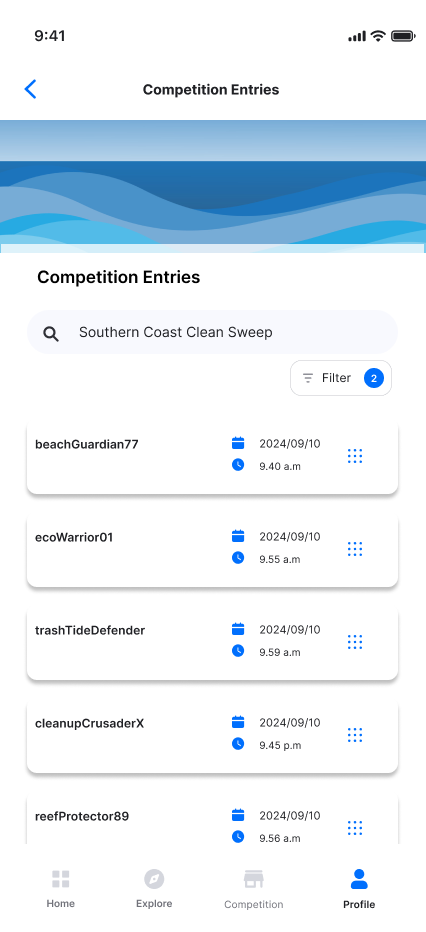 9:41
Competition Entries
Competition Entries
Southern Coast Clean Sweep
Filter 2
beachGuardian77 2024/09/10
9.40 a.m
ecoWarrior01 2024/09/10
9.55 a.m
trashTideDefender 2024/09/10
9.59 a.m
cleanupCrusaderX 2024/09/10
9.45 p.m
reefProtector89 2024/09/10
9.56 a.m
Home Explore Competition Profile